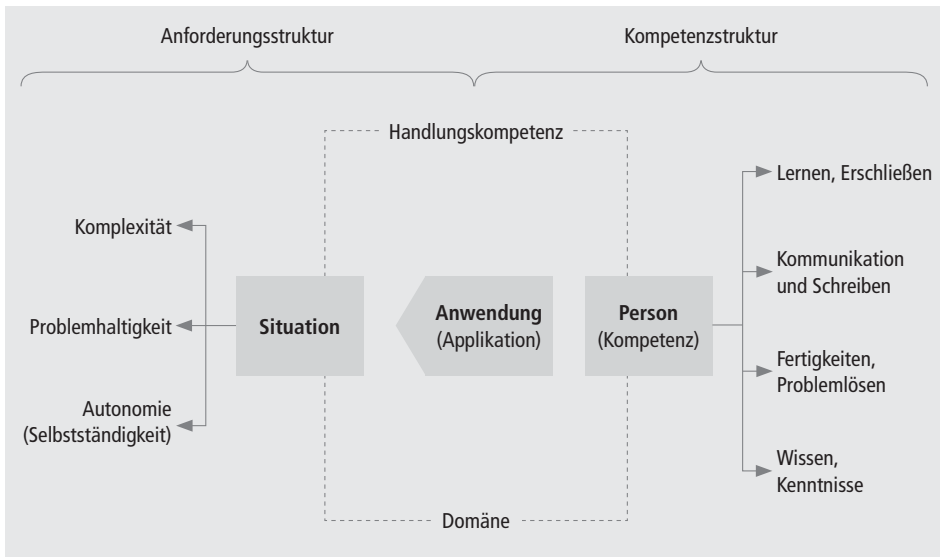 Anforderungsstruktur
Kompetenzstruktur
Handlungskompetenz
Komplexität
Problemhaltigkeit
Autonomie
(Selbstständigkeit)
Situation
Anwendung
(Applikation)
Person
(Kompetenz)
Lernen, Erschließen
Kommunikation
und Schreiben
Fertigkeiten,
Problemlösen
Wissen,
Kenntnisse
Domäne